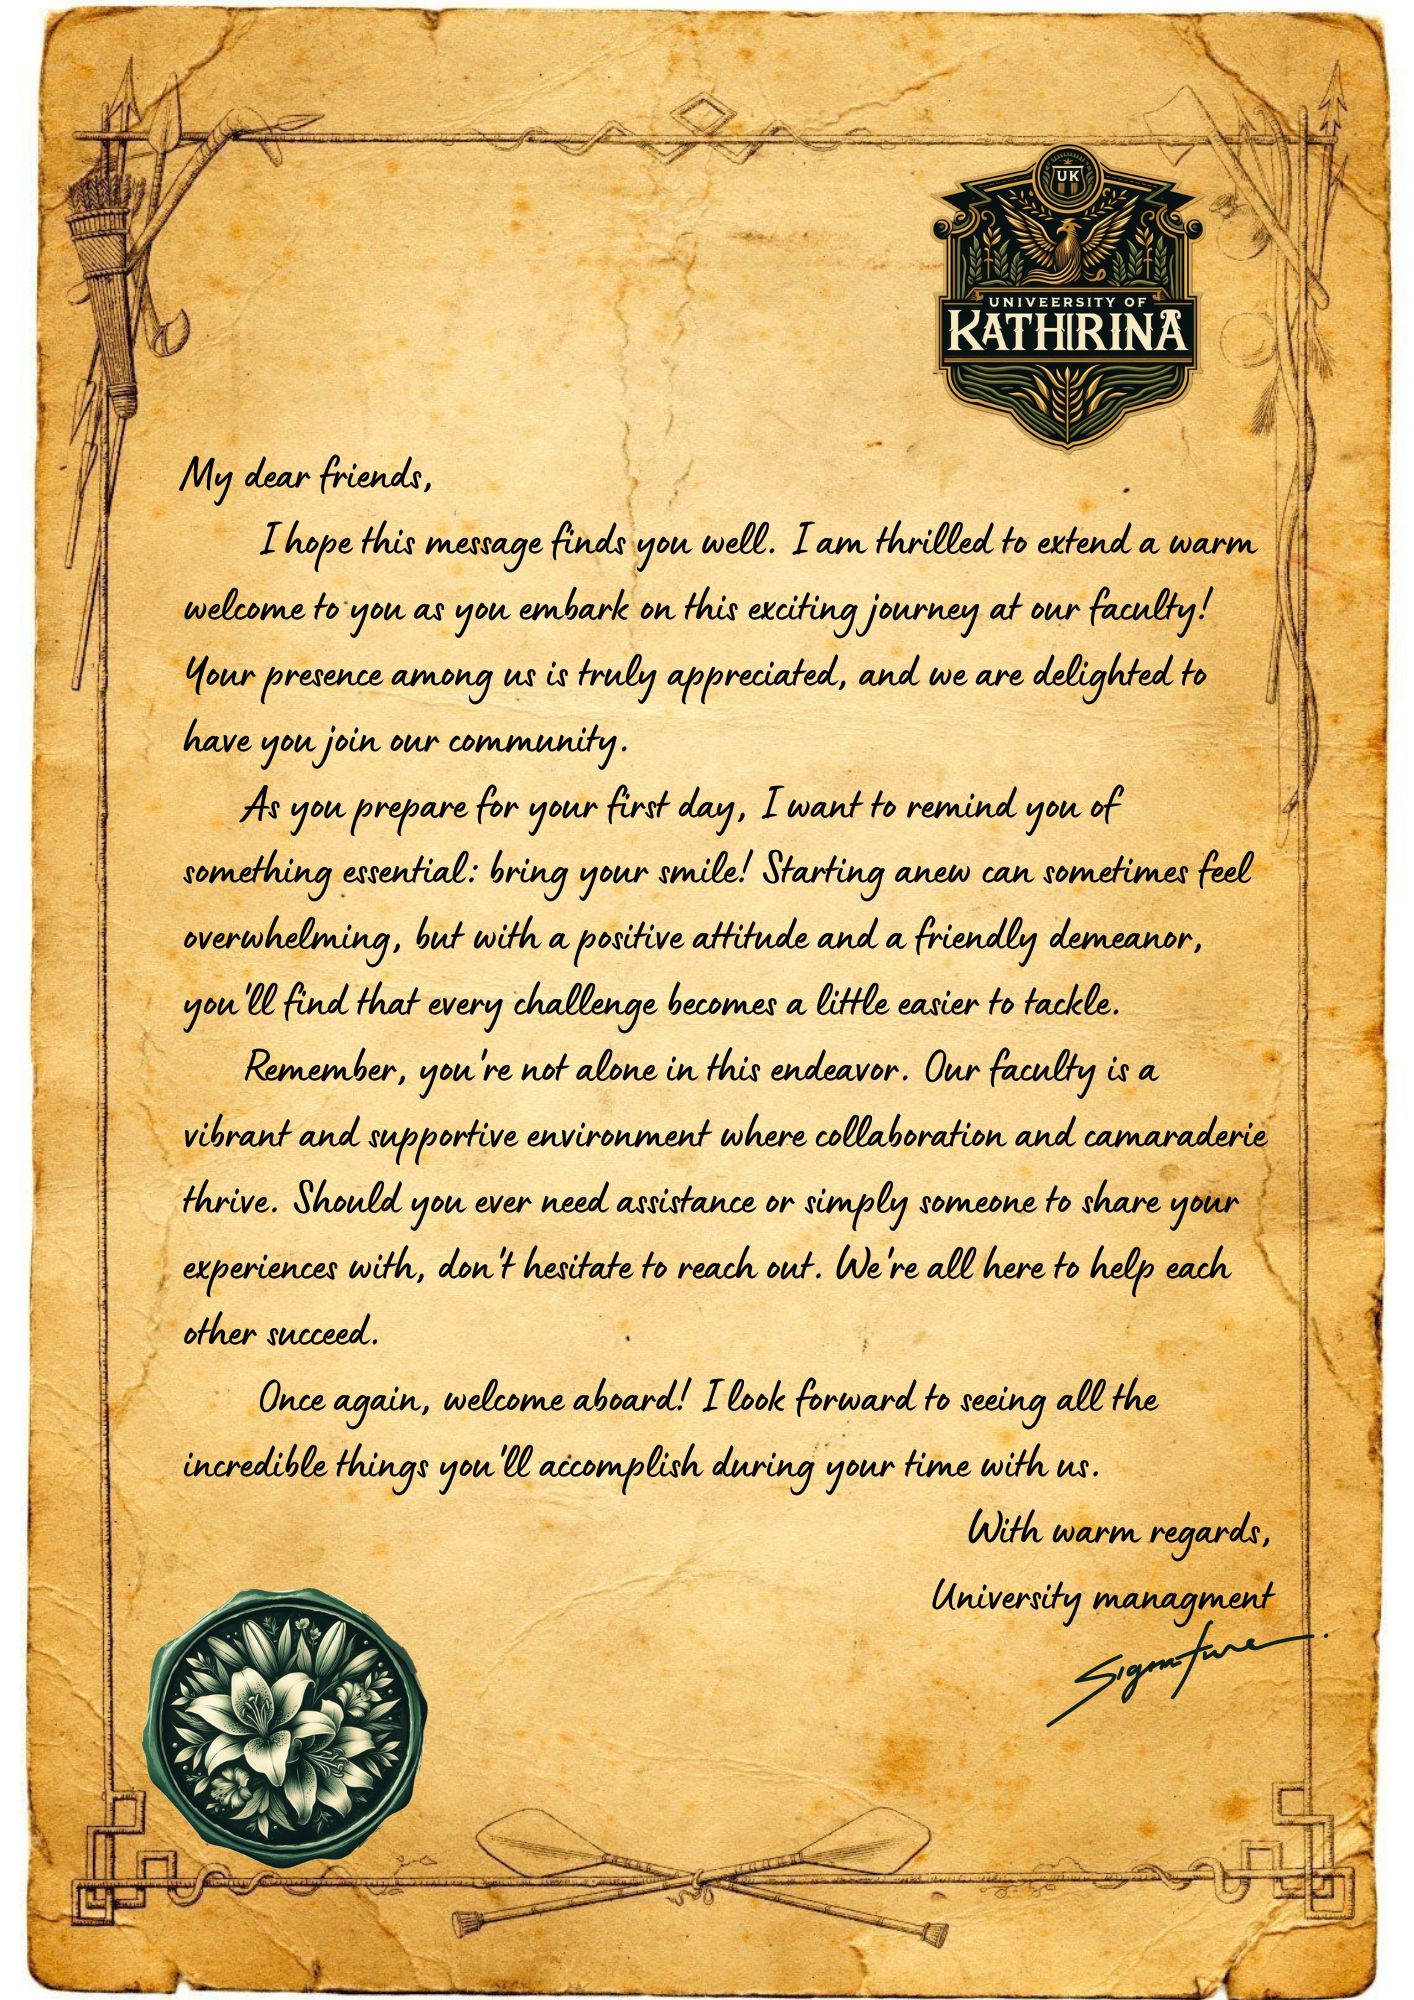 UK
UNIVEERSITY OF
KATHIRINA
My dear friends,
I hope this message finds you well. I am thrilled to extend a warm
welcome to you as you embark on this exciting journey at our faculty!
Your presence among us is truly appreciated, and we are delighted to
have you join our community.
As you prepare for your first day, I want to remind you of
something essential: bring your smile! Starting anew can sometimes feel
overwhelming, but with a positive attitude and a friendly demeanor,
you'll find that every challenge becomes a little easier to tackle.
Remember, you're not alone in this endeavor. Our faculty is a
vibrant and supportive environment where collaboration and camaraderie
thrive. Should you ever need assistance or simply someone to share your
experiences with, don't hesitate to reach out. We're all here to help each
other succeed.
Once again, welcome aboard! I look forward to seeing all the
incredible things you'll accomplish during your time with us.
With warm regards,
University managment
Signature